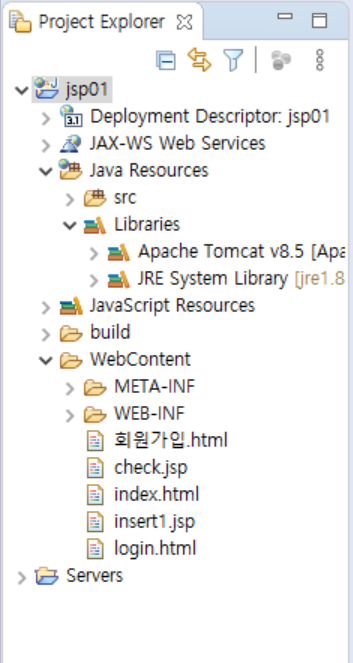 Project Explorer
jsp01
3.1 Deployment Descriptor: jsp01
JAX-WS Web Services
Java Resources
src
Libraries
Apache Tomcat v8.5 [Apa
JRE System Library [jre1.8
JavaScript Resources
build
WebContent
META-INF
WEB-INF
회원가입.html
check.jsp
index.html
insert1.jsp
login.html
Servers